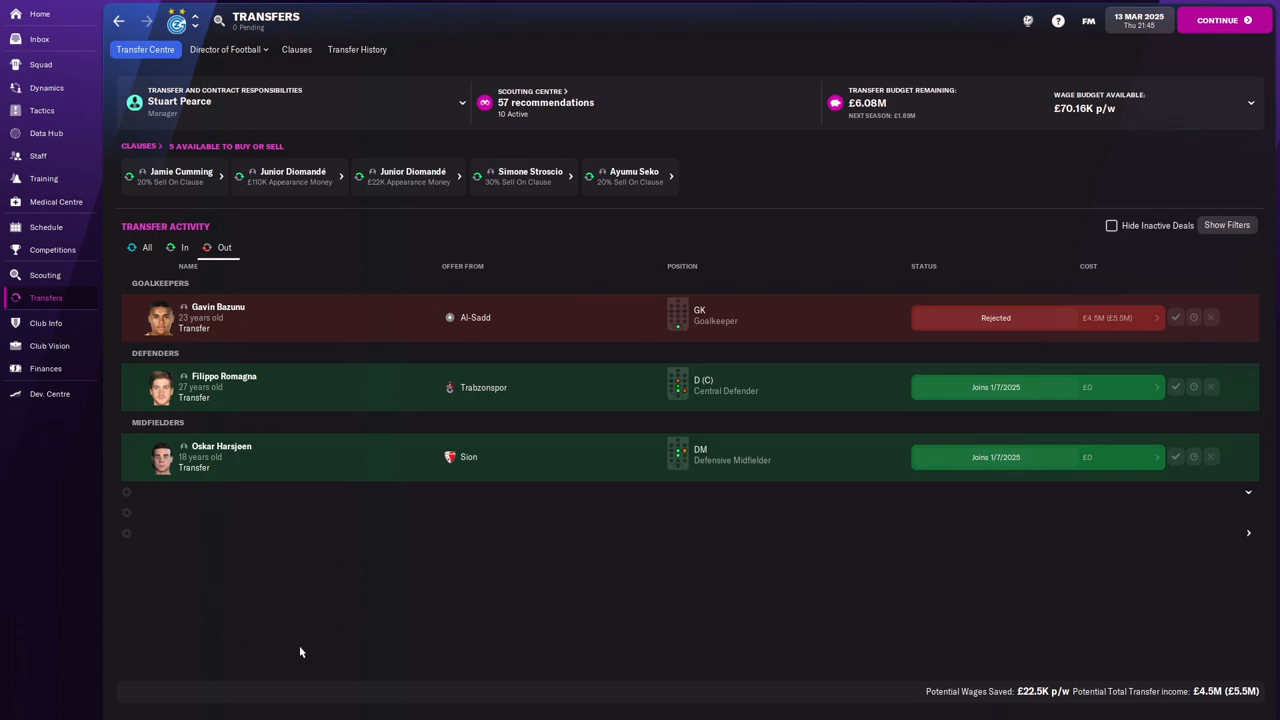 Home
Inbox
Squad
Dynamics
Tactics
Data Hub
Staff
Training
Medical Centre
Schedule
Competitions
Scouting
Transfers
Club Info
Club Vision
Finances
Dev. Centre
TRANSFERS
0 Pending
FM
13 MAR 2025
Thu 21:45
CONTINUE
Transfer Centre
Director of Football
Clauses
Transfer History
TRANSFER AND CONTRACT RESPONSIBILITIES
Stuart Pearce
Manager
SCOUTING CENTRE
57 recommendations
10 Active
TRANSFER BUDGET REMAINING:
£6.08M
NEXT SEASON: £1.89M
WAGE BUDGET AVAILABLE:
£70.16K p/w
CLAUSES
5 AVAILABLE TO BUY OR SELL
Jamie Cumming
20% Sell On Clause
Junior Diomandé
£110K Appearance Money
Junior Diomandé
£22K Appearance Money
Simone Stroscio
30% Sell On Clause
Ayumu Seko
20% Sell On Clause
TRANSFER ACTIVITY
Hide Inactive Deals
Show Filters
All
In
Out
NAME
OFFER FROM
POSITION
STATUS
COST
GOALKEEPERS
Gavin Bazunu
23 years old
Transfer
Al-Sadd
GK
Goalkeeper
Rejected
£4.5M (£5.5M)
DEFENDERS
Filippo Romagna
27 years old
Transfer
Trabzonspor
D (C)
Central Defender
Joins 1/7/2025
£0
MIDFIELDERS
Oskar Harsjøen
18 years old
Transfer
Sion
DM
Defensive Midfielder
Joins 1/7/2025
£0
Potential Wages Saved: £22.5K p/w Potential Total Transfer income: £4.5M (£5.5M)